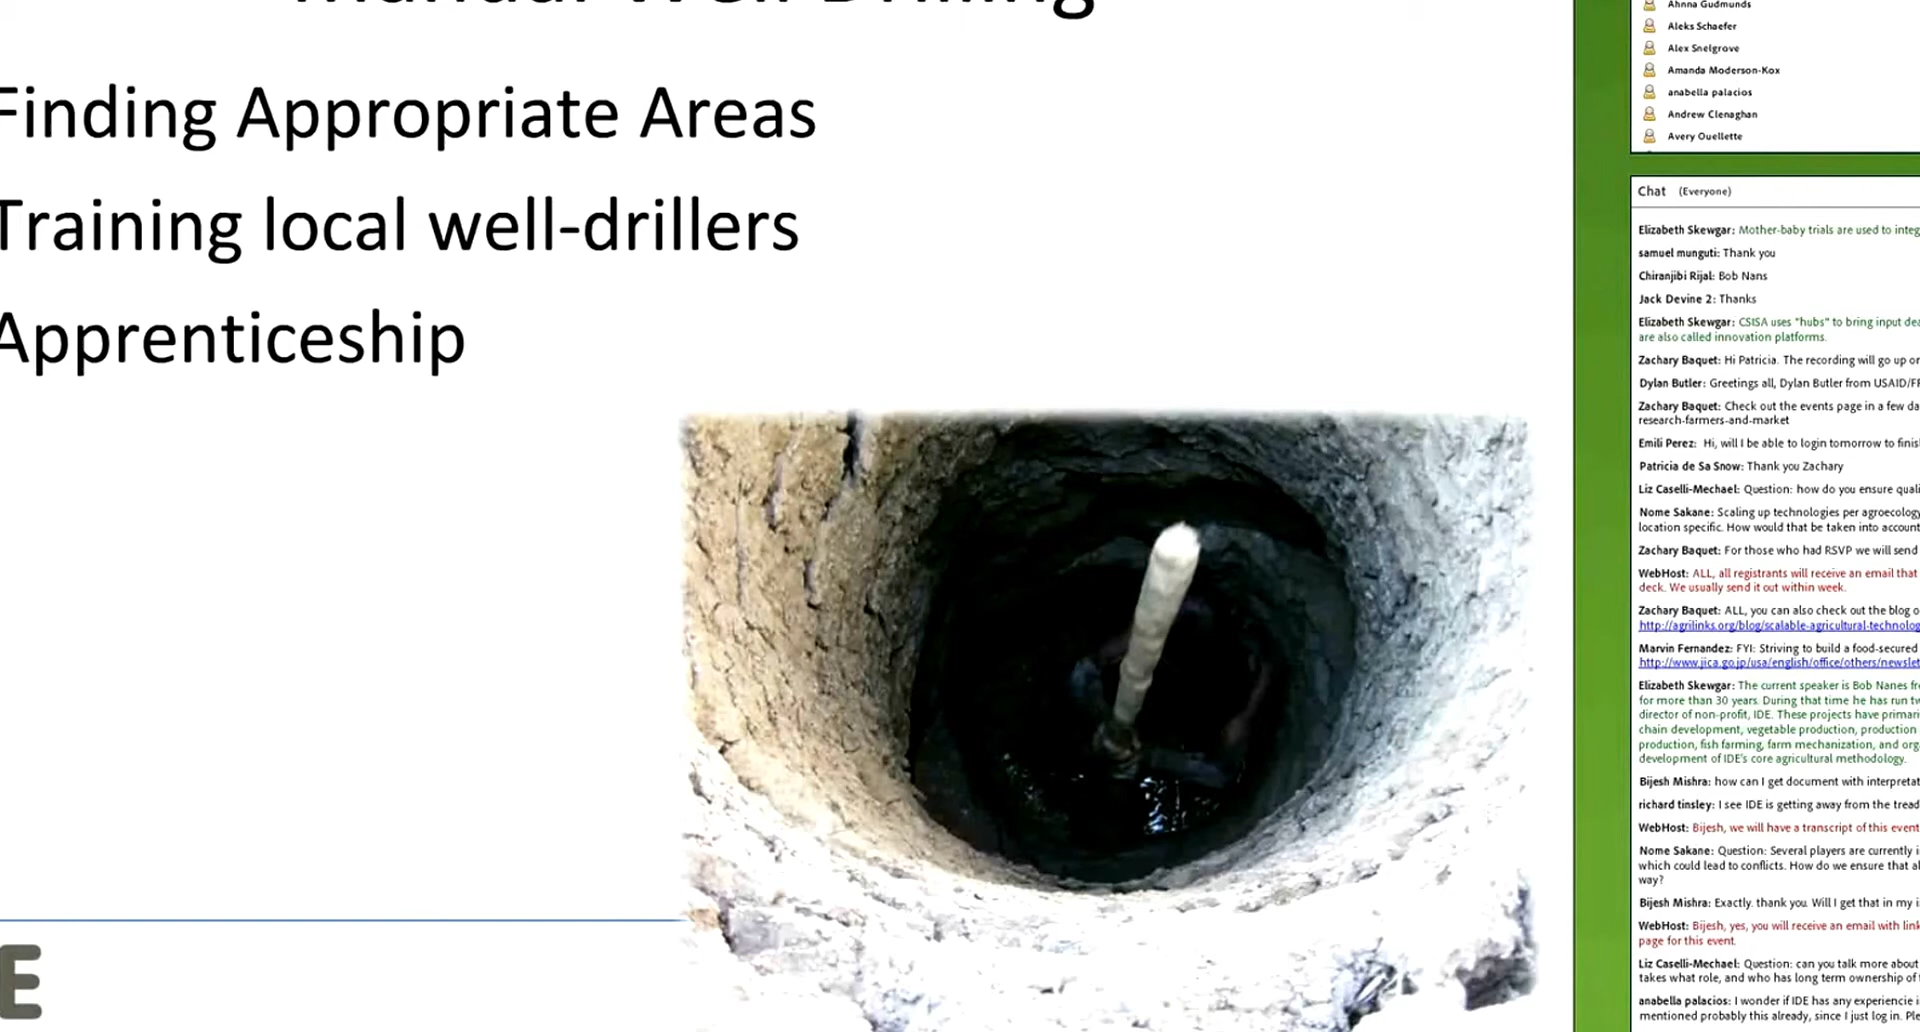 Manual Well Drilling
Finding Appropriate Areas
Training local well-drillers
Apprenticeship
E
Ahnna Gudmunds
Aleks Schaefer
Alex Snelgrove
Amanda Moderson-Kox
anabella palacios
Andrew Clenaghan
Avery Ouellette
Chat (Everyone)
Elizabeth Skewgar: Mother-baby trials are used to integ
samuel munguti: Thank you
Chiranjibi Rijal: Bob Nans
Jack Devine 2: Thanks
Elizabeth Skewgar: CSISA uses "hubs" to bring input dea
are also called innovation platforms.
Zachary Baquet: Hi Patricia. The recording will go up or
Dylan Butler: Greetings all, Dylan Butler from USAID/FF
Zachary Baquet: Check out the events page in a few da
research-farmers-and-market
Emili Perez: Hi, will I be able to login tomorrow to finis
Patricia de Sa Snow: Thank you Zachary
Liz Caselli-Mechael: Question: how do you ensure quali
Nome Sakane: Scaling up technologies per agroecology
location specific. How would that be taken into account
Zachary Baquet: For those who had RSVP we will send
WebHost: ALL, all registrants will receive an email that
deck. We usually send it out within week.
Zachary Baquet: ALL, you can also check out the blog o
http://agrilinks.org/blog/scalable-agricultural-technolog
Marvin Fernandez: FYI: Striving to build a food-secured
http://www.jica.go.jp/usa/english/office/others/newslet
Elizabeth Skewgar: The current speaker is Bob Nanes fr
for more than 30 years. During that time he has run tw
director of non-profit, IDE. These projects have primari
chain development, vegetable production, production
production, fish farming, farm mechanization, and org
development of IDE's core agricultural methodology.
Bijesh Mishra: how can I get document with interpretat
richard tinsley: I see IDE is getting away from the tread
WebHost: Bijesh, we will have a transcript of this event
Nome Sakane: Question: Several players are currently i
which could lead to conflicts. How do we ensure that al
way?
Bijesh Mishra: Exactly. thank you. Will I get that in my i
WebHost: Bijesh, yes, you will receive an email with link
page for this event.
Liz Caselli-Mechael: Question: can you talk more about
takes what role, and who has long term ownership of t
anabella palacios: I wonder if IDE has any experiencie i
mentioned probably this already, since I just log in. Ple